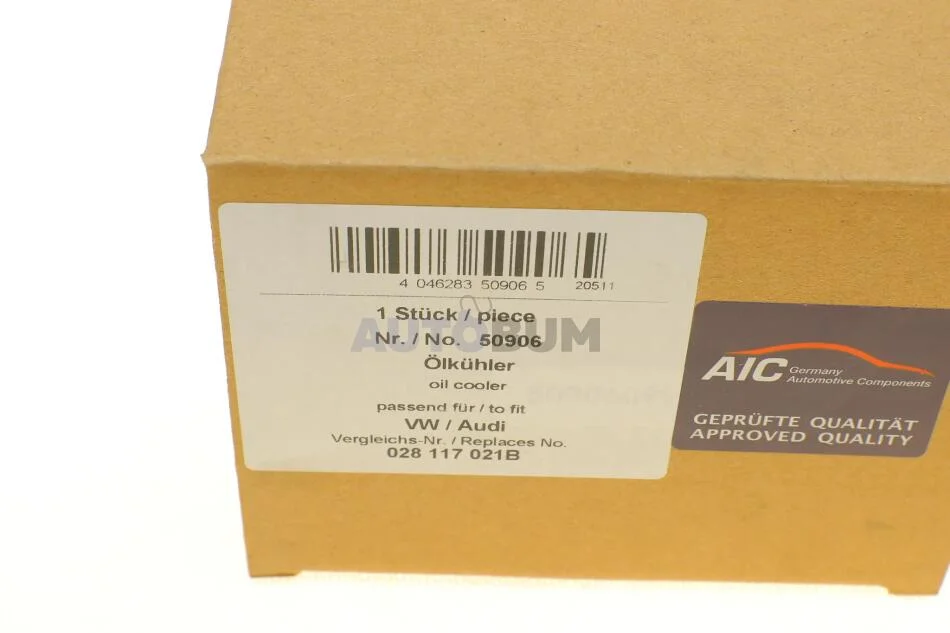 4 046283 50906 5 20511
1 Stück / piece
AUTOBUM
Nr. / No. 50906
Ölkühler
oil cooler
passend für / to fit
VW / Audi
Vergleichs-Nr. / Replaces No.
028 117 021B
AIC Germany
Automotive Components
GEPRÜFTE QUALITÄT
APPROVED QUALITY